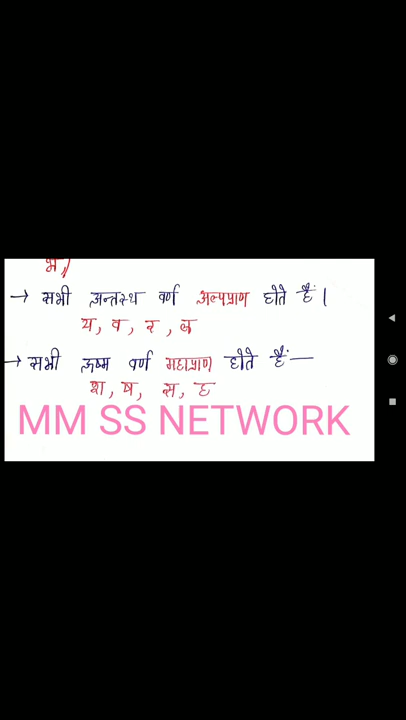 भ,
→ सभी अन्तस्थ वर्ण अल्पप्राण होते हैं।
य, व, र, ल
→ सभी ऊष्म वर्ण महाप्राण होते हैं—
श, ष, स, ह
MM SS NETWORK